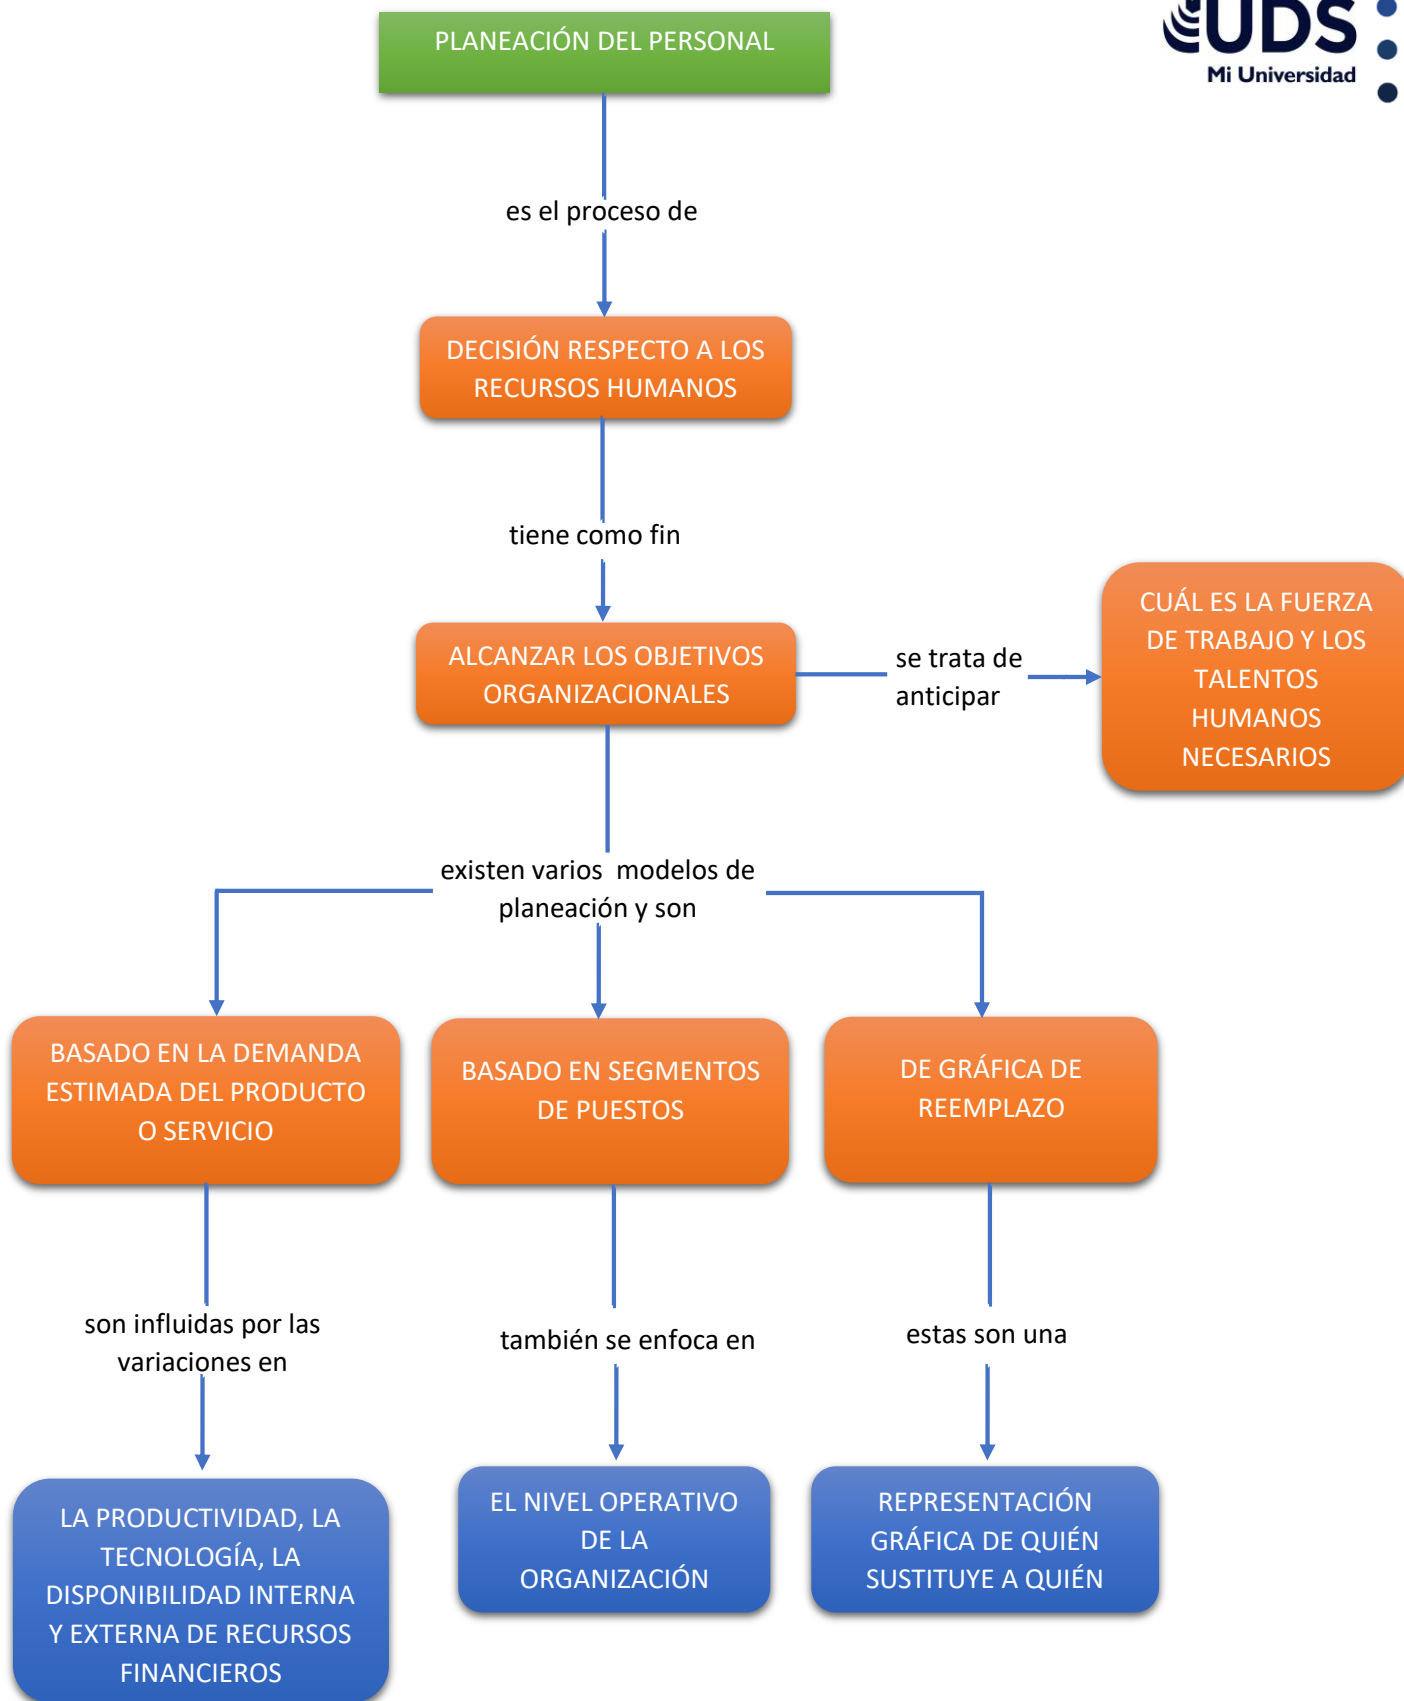 PLANEACIÓN DEL PERSONAL
UDS
Mi Universidad
es el proceso de
DECISIÓN RESPECTO A LOS
RECURSOS HUMANOS
tiene como fin
ALCANZAR LOS OBJETIVOS
ORGANIZACIONALES
se trata de
anticipar
CUÁL ES LA FUERZA
DE TRABAJO Y LOS
TALENTOS
HUMANOS
NECESARIOS
existen varios  modelos de
planeación y son
BASADO EN LA DEMANDA
ESTIMADA DEL PRODUCTO
O SERVICIO
BASADO EN SEGMENTOS
DE PUESTOS
DE GRÁFICA DE
REEMPLAZO
son influidas por las
variaciones en
también se enfoca en
estas son una
LA PRODUCTIVIDAD, LA
TECNOLOGÍA, LA
DISPONIBILIDAD INTERNA
Y EXTERNA DE RECURSOS
FINANCIEROS
EL NIVEL OPERATIVO
DE LA
ORGANIZACIÓN
REPRESENTACIÓN
GRÁFICA DE QUIÉN
SUSTITUYE A QUIÉN